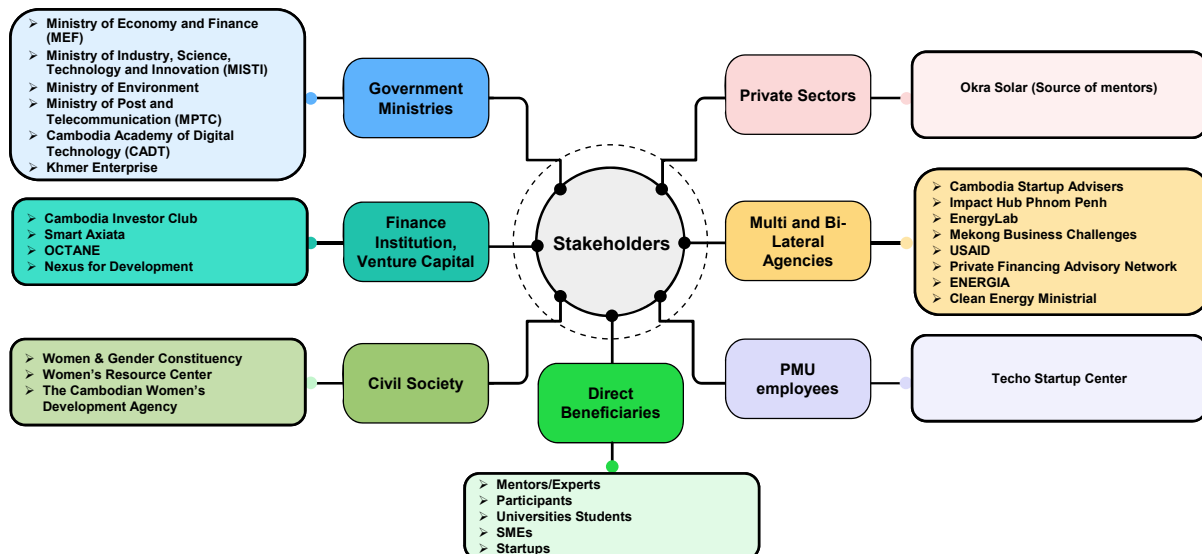 Ministry of Economy and Finance
(MEF)
Ministry of Industry, Science,
Technology and Innovation (MISTI)
Ministry of Environment
Ministry of Post and
Telecommunication (MPTC)
Cambodia Academy of Digital
Technology (CADT)
Khmer Enterprise
Government
Ministries
Private Sectors
Okra Solar (Source of mentors)
Cambodia Investor Club
Smart Axiata
OCTANE
Nexus for Development
Finance
Institution,
Venture Capital
Stakeholders
Multi and Bi-
Lateral
Agencies
Cambodia Startup Advisers
Impact Hub Phnom Penh
EnergyLab
Mekong Business Challenges
USAID
Private Financing Advisory Network
ENERGIA
Clean Energy Ministrial
Women & Gender Constituency
Women's Resource Center
The Cambodian Women's
Development Agency
Civil Society
Direct
Beneficiaries
PMU
employees
Techo Startup Center
Mentors/Experts
Participants
Universities Students
SMEs
Startups